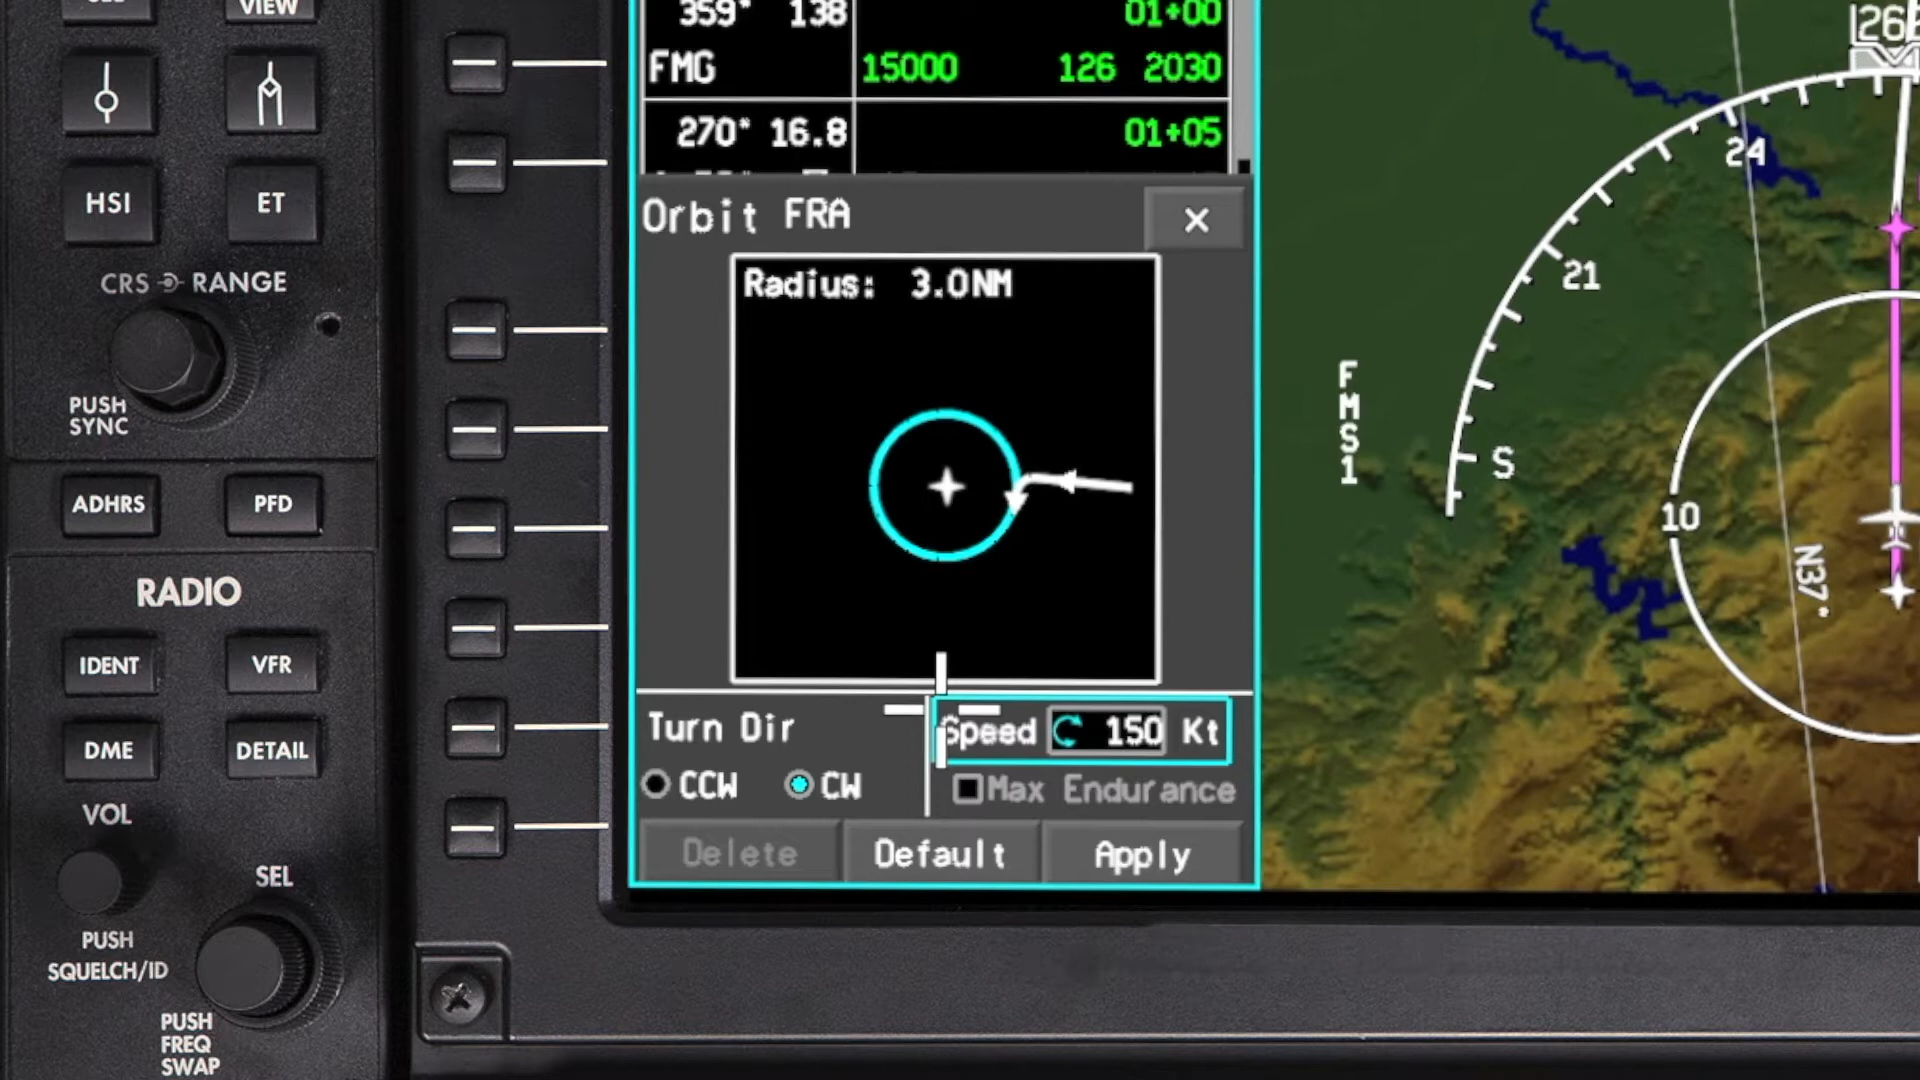 VIEW
HSI
ET
CRS RANGE
PUSH
SYNC
ADHRS
PFD
RADIO
IDENT
VFR
DME
DETAIL
VOL
SEL
PUSH
SQUELCH/ID
PUSH
FREQ
SWAP
359° 138
01+00
FMG
15000 126 2030
270° 16.8
01+05
Orbit FRA
×
Radius: 3.0NM
Turn Dir
CCW
CW
Speed 150 Kt
Max Endurance
Delete
Default
Apply
24
21
S
FMS1
10
N37°